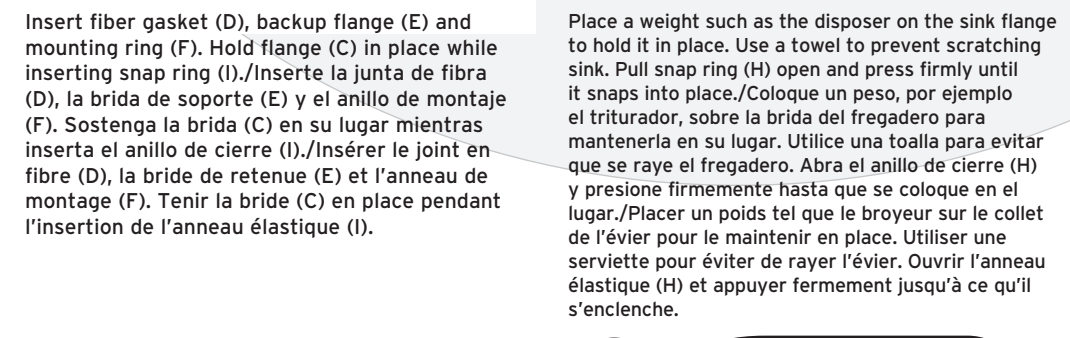 Insert fiber gasket (D), backup flange (E) and
mounting ring (F). Hold flange (C) in place while
inserting snap ring (I)./Inserte la junta de fibra
(D), la brida de soporte (E) y el anillo de montaje
(F). Sostenga la brida (C) en su lugar mientras
inserta el anillo de cierre (I)./Insérer le joint en
fibre (D), la bride de retenue (E) et l'anneau de
montage (F). Tenir la bride (C) en place pendant
l'insertion de l'anneau élastique (I).
Place a weight such as the disposer on the sink flange
to hold it in place. Use a towel to prevent scratching
sink. Pull snap ring (H) open and press firmly until
it snaps into place./Coloque un peso, por ejemplo
el triturador, sobre la brida del fregadero para
mantenerla en su lugar. Utilice una toalla para evitar
que se raye el fregadero. Abra el anillo de cierre (H)
y presione firmemente hasta que se coloque en el
lugar./Placer un poids tel que le broyeur sur le collet
de l'évier pour le maintenir en place. Utiliser une
serviette pour éviter de rayer l'évier. Ouvrir l'anneau
élastique (H) et appuyer fermement jusqu'à ce qu'il
s'enclenche.